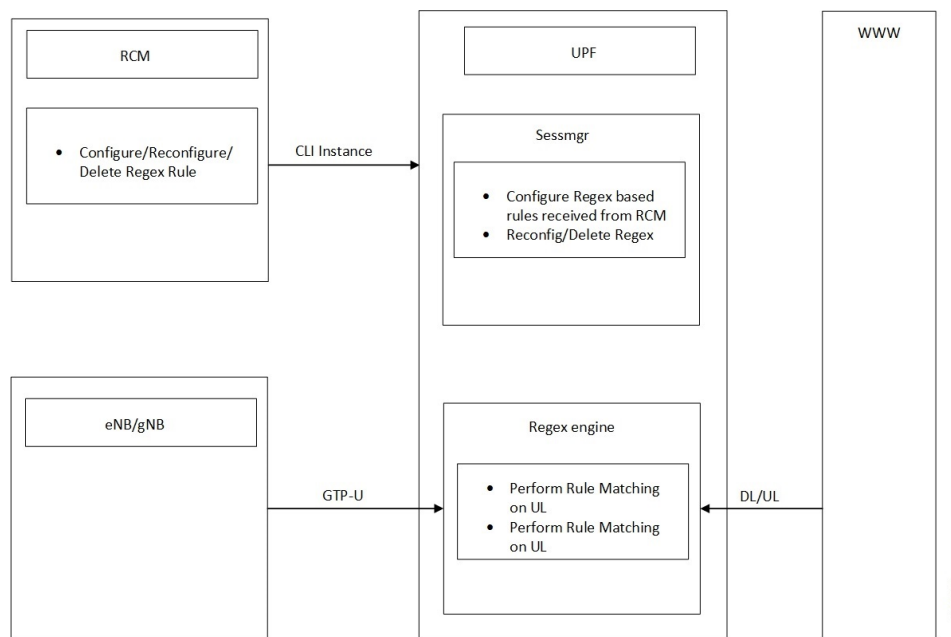 RCM
• Configure/Reconfigure/
Delete Regex Rule
CLI Instance
UPF
Sessmgr
• Configure Regex based
rules received from RCM
• Reconfig/Delete Regex
WWW
eNB/gNB
GTP-U
Regex engine
• Perform Rule Matching
on UL
• Perform Rule Matching
on UL
DL/UL